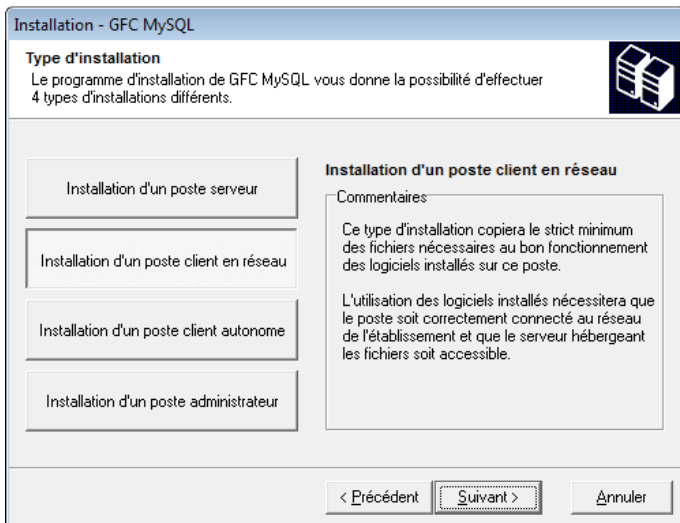 Installation - GFC MySQL
Type d'installation
Le programme d'installation de GFC MySQL vous donne la possibilité d'effectuer
4 types d'installations différents.
Installation d'un poste serveur
Installation d'un poste client en réseau
Installation d'un poste client autonome
Installation d'un poste administrateur
Installation d'un poste client en réseau
Commentaires
Ce type d'installation copiera le strict minimum
des fichiers nécessaires au bon fonctionnement
des logiciels installés sur ce poste.
L'utilisation des logiciels installés nécessitera que
le poste soit correctement connecté au réseau
de l'établissement et que le serveur hébergeant
les fichiers soit accessible.
< Précédent
Suivant >
Annuler